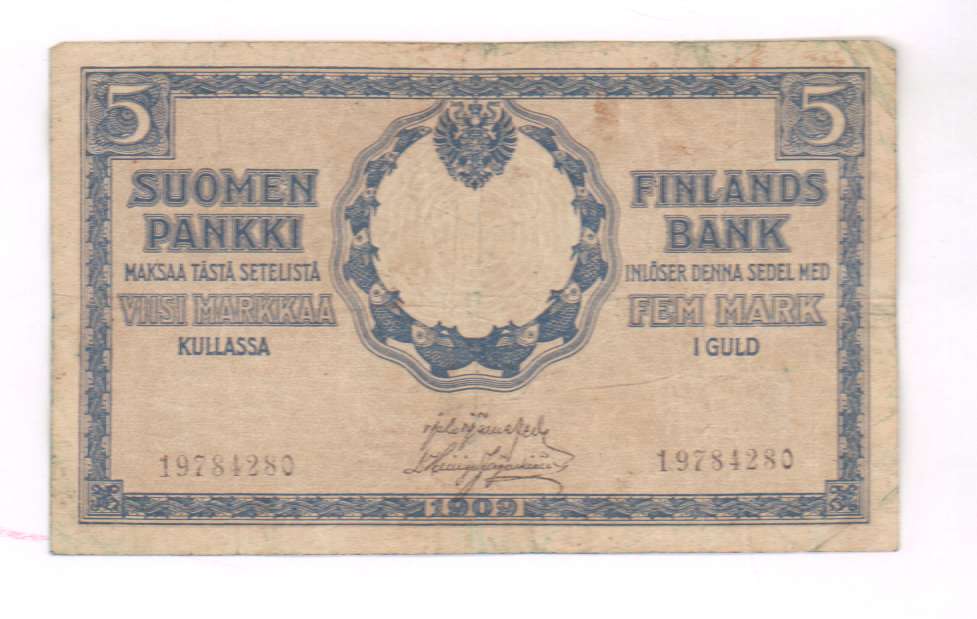 5
5
SUOMEN
PANKKI
MAKSAA TÄSTÄ SETELISTÄ
VIISI MARKKAA
KULLASSA
FINLANDS
BANK
INLÖSER DENNA SEDEL MED
FEM MARK
I GULD
19784280
19784280
1909